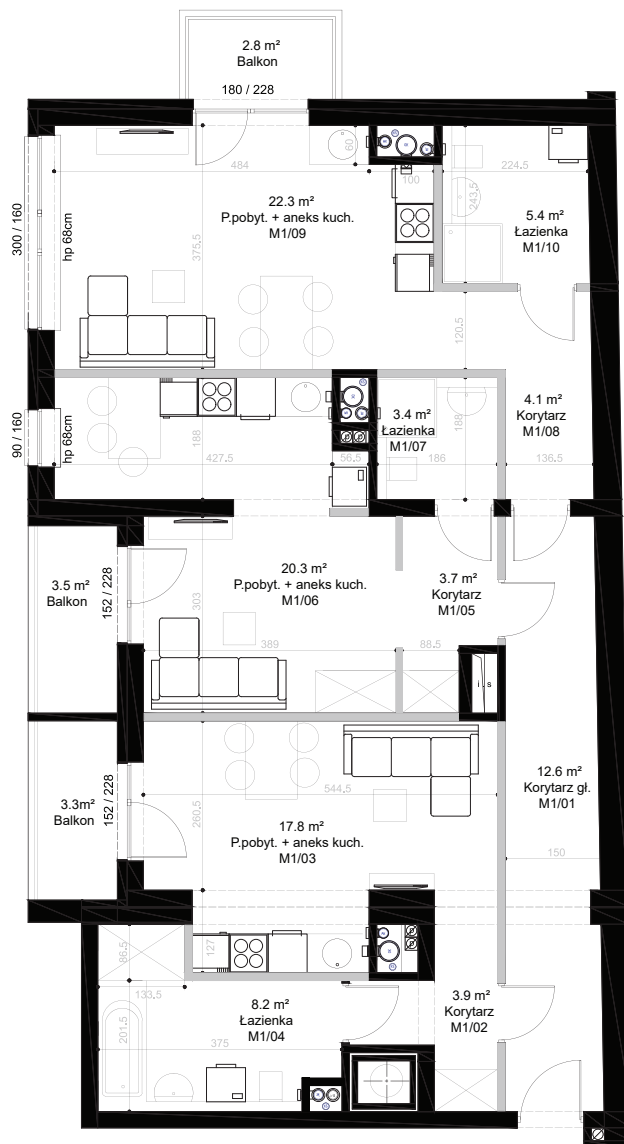 2.8 m²
Balkon
180 / 228
484
60
100
224.5
243.5
300 / 160
hp 68cm
22.3 m²
P.pobyt. + aneks kuch.
M1/09
375.5
5.4 m²
Łazienka
M1/10
120.5
90 / 160
hp 68cm
188
427.5
56.5
3.4 m²
Łazienka
M1/07
188
186
4.1 m²
Korytarz
M1/08
136.5
3.5 m²
Balkon
152 / 228
303
20.3 m²
P.pobyt. + aneks kuch.
M1/06
389
3.7 m²
Korytarz
M1/05
88.5
i . s
3.3m²
Balkon
152 / 228
260.5
544.5
17.8 m²
P.pobyt. + aneks kuch.
M1/03
12.6 m²
Korytarz gł.
M1/01
150
86.5
127
133.5
201.5
375
8.2 m²
Łazienka
M1/04
3.9 m²
Korytarz
M1/02